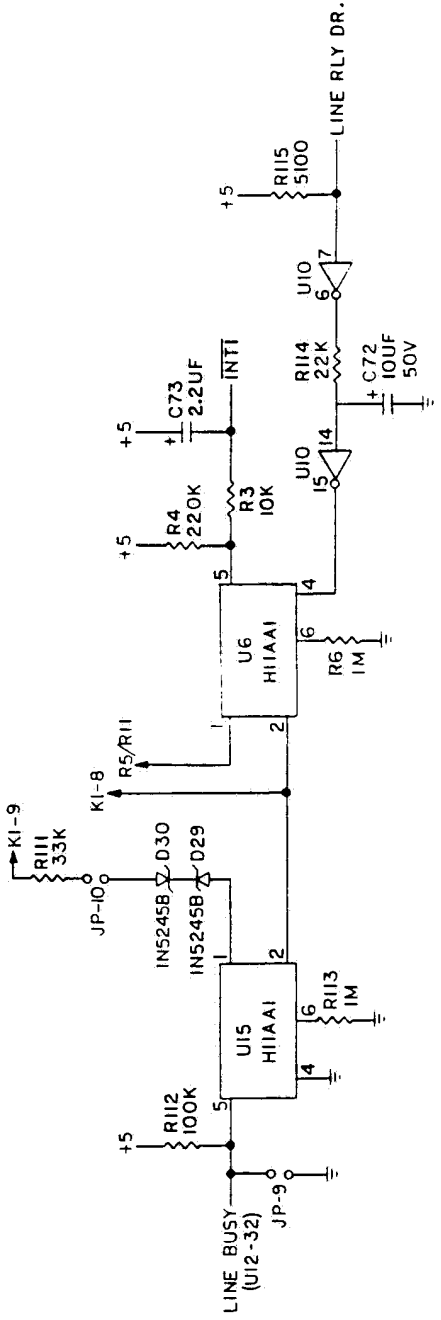 LINE BUSY
(U12-32)
JP-9
+5
R112
100K
5
U15
H11AA1
4
6
R113
1M
1
2
K1-9
R111
33K
JP-10
1N5245B
D30
1N5245B
D29
K1-8
R5/R11
1
2
U6
H11AA1
5
4
6
R6
1M
+5
R4
220K
R3
10K
+5
+
C73
2.2UF
INT1
U10
15
14
+
C72
10UF
50V
R114
22K
U10
6
7
+5
R115
5100
LINE RLY DR.